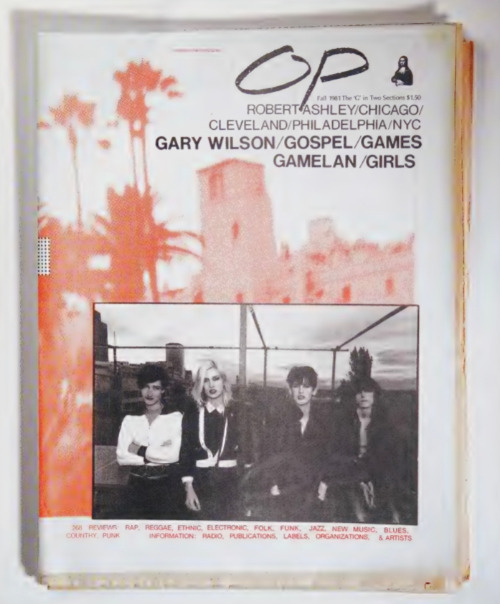 OP
Fall 1983 The 'G' in Two Sections $1.50
ROBERT ASHLEY/CHICAGO/
CLEVELAND/PHILADELPHIA/NYC
GARY WILSON/GOSPEL/GAMES
GAMELAN/GIRLS
REVIEWS RAP, REGGAE, ETHNIC, ELECTRONIC, FOLK, FUNK, JAZZ, NEW MUSIC, BLUES,
COUNTRY, PUNK INFORMATION: RADIO, PUBLICATIONS, LABELS, ORGANIZATIONS, & ARTISTS